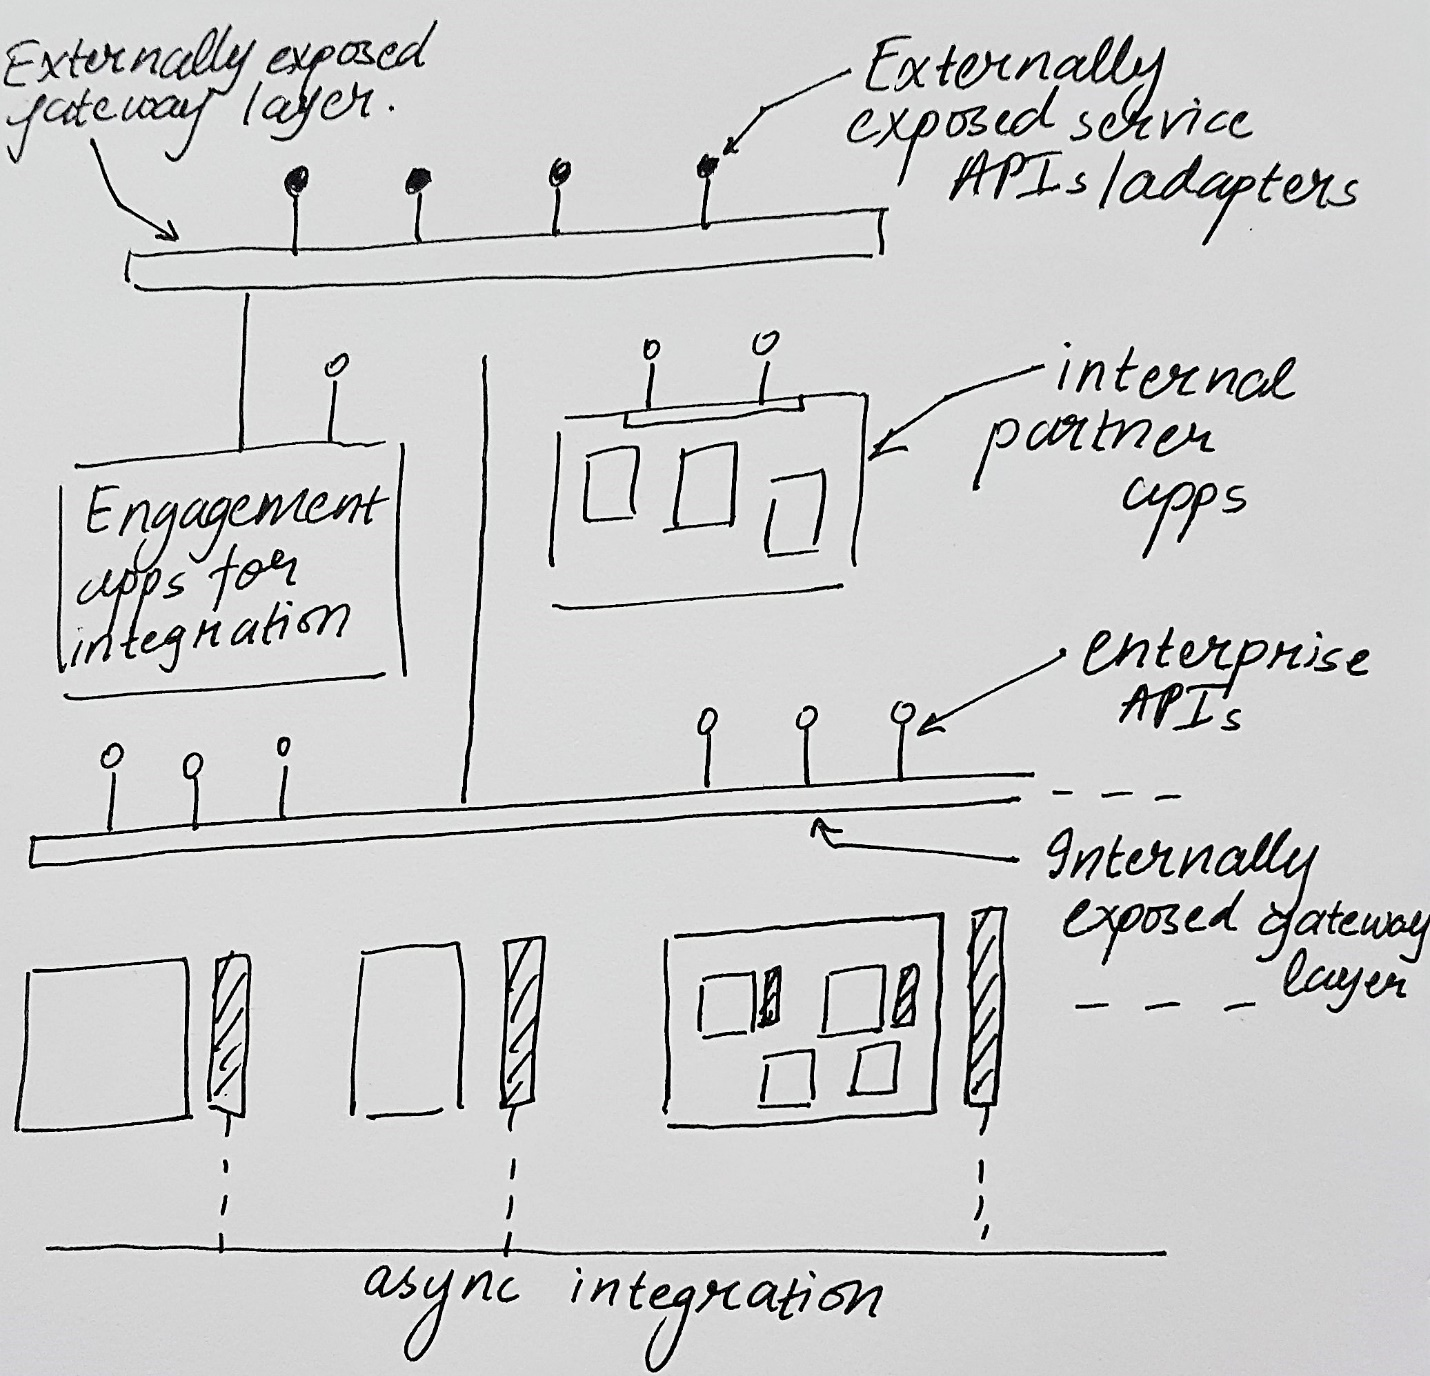 Externally exposed
gateway layer.
Externally
exposed service
APIs/adapters
internal
partner
apps
Engagement
apps for
integration
enterprise
APIs
Internally
exposed gateway
layer
async integration